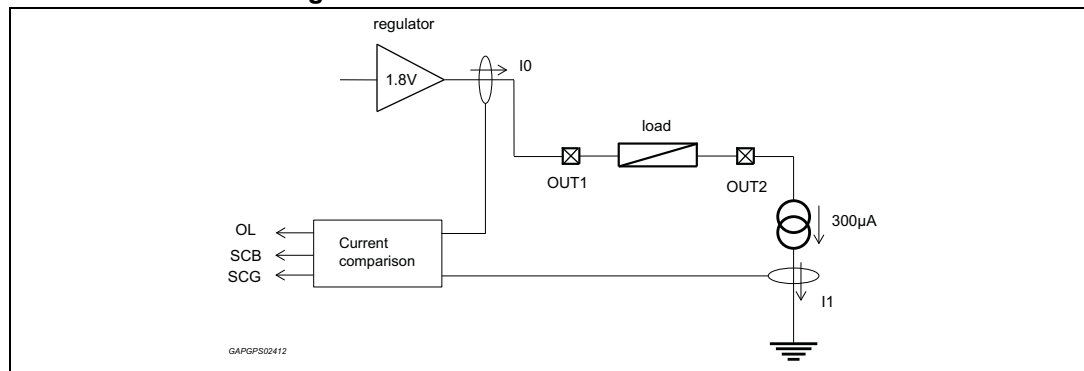 regulator
1.8V
I0
load
OUT1
OUT2
300µA
OL
SCB
SCG
Current
comparison
I1
GAPGPS02412